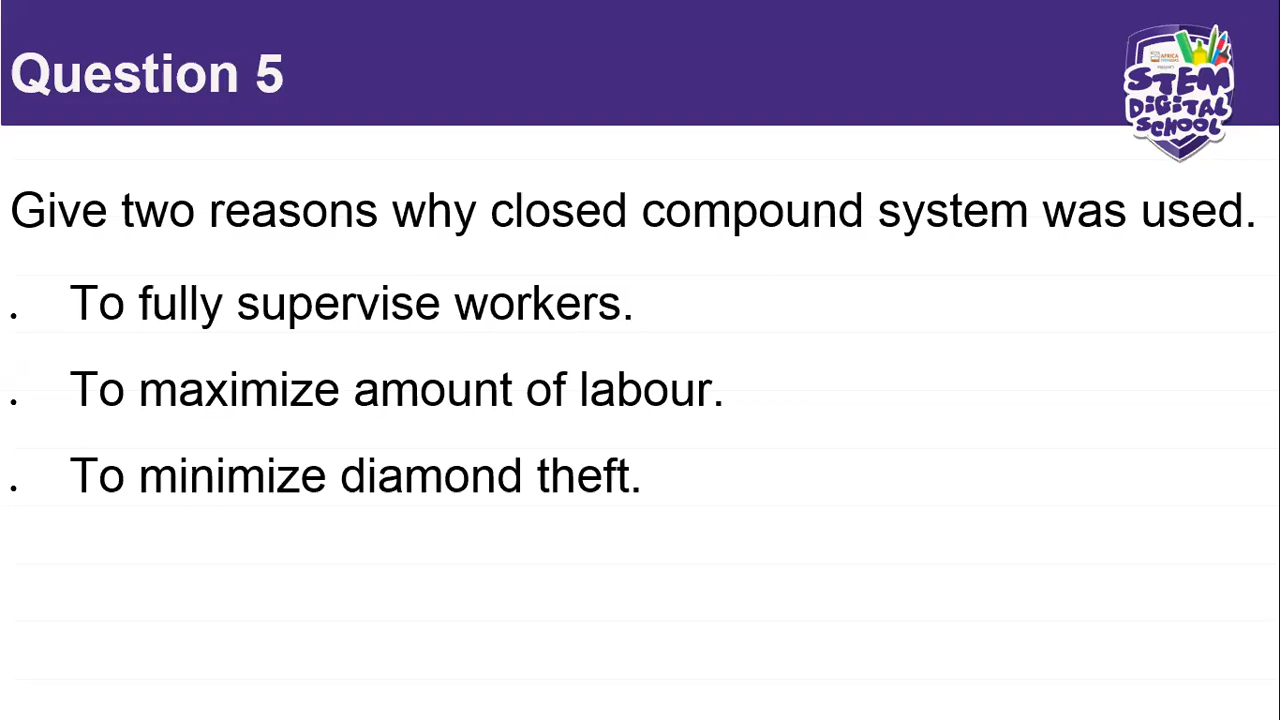 Question 5
AFRICA
STEM
DIGITAL
SCHOOL
Give two reasons why closed compound system was used.
. To fully supervise workers.
. To maximize amount of labour.
. To minimize diamond theft.